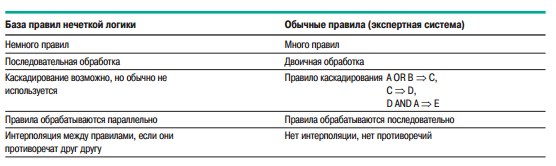 База правил нечеткой логики Обычные правила (экспертная система)
Немного правил Много правил
Последовательная обработка Двоичная обработка
Каскадирование возможно, но обычно не Правило каскадирования A OR B ⇒ C,
используется C ⇒ D,
D AND A ⇒ E
Правила обрабатываются параллельно Правила обрабатываются последовательно
Интерполяция между правилами, если они Нет интерполяции, нет противоречий
противоречат друг другу